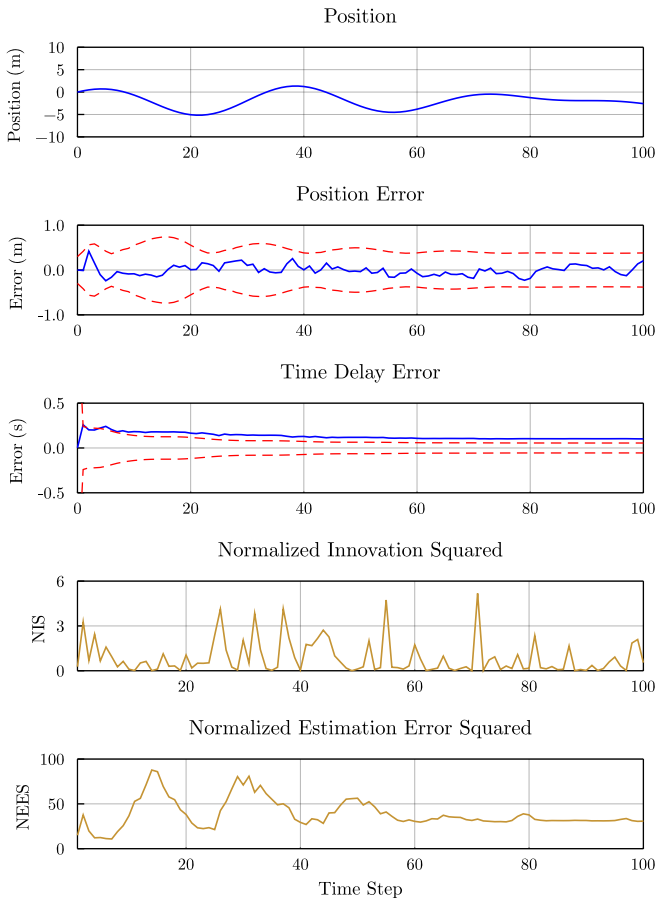 Position
Position (m)
10
5
0
−5
−10
0 20 40 60 80 100
Position Error
Error (m)
1.0
0.0
-1.0
0 20 40 60 80 100
Time Delay Error
Error (s)
0.5
0.0
-0.5
0 20 40 60 80 100
Normalized Innovation Squared
NIS
6
3
0
20 40 60 80 100
Normalized Estimation Error Squared
NEES
100
50
0
20 40 60 80 100
Time Step